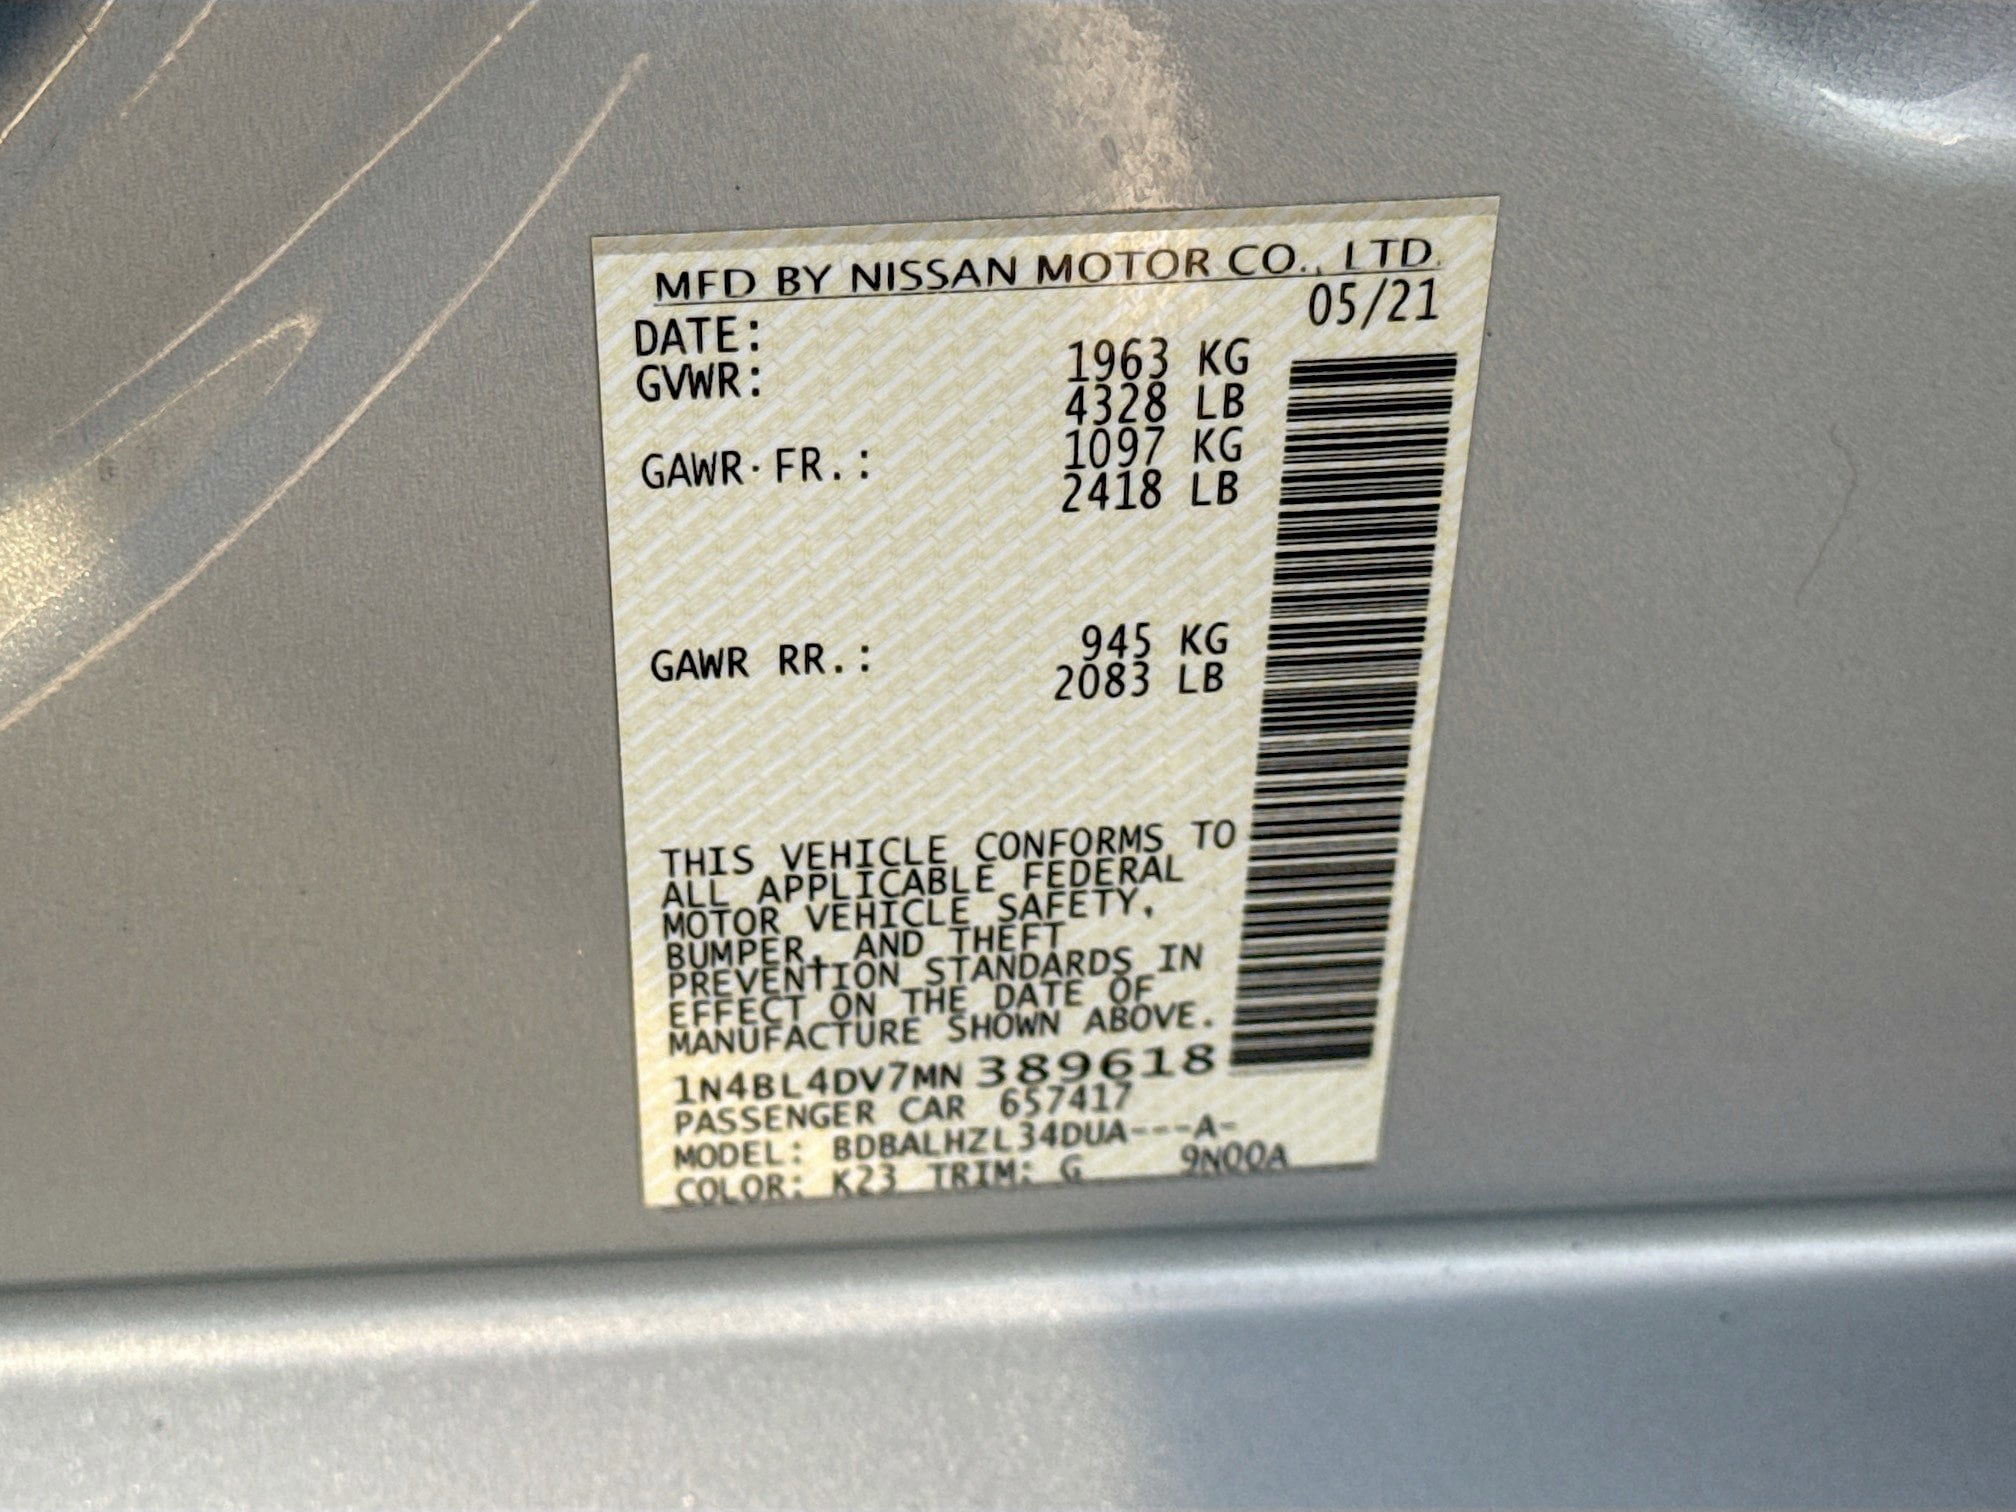 MFD BY NISSAN MOTOR CO., LTD.
DATE: 05/21
GVWR: 1963 KG
4328 LB
GAWR FR.: 1097 KG
2418 LB
GAWR RR.: 945 KG
2083 LB
THIS VEHICLE CONFORMS TO
ALL APPLICABLE FEDERAL
MOTOR VEHICLE SAFETY,
BUMPER, AND THEFT
PREVENTION STANDARDS IN
EFFECT ON THE DATE OF
MANUFACTURE SHOWN ABOVE.
1N4BL4DV7MN389618
PASSENGER CAR 657417
MODEL: BDBALHZL34DUA---A-
COLOR: K23 TRIM: G 9N00A